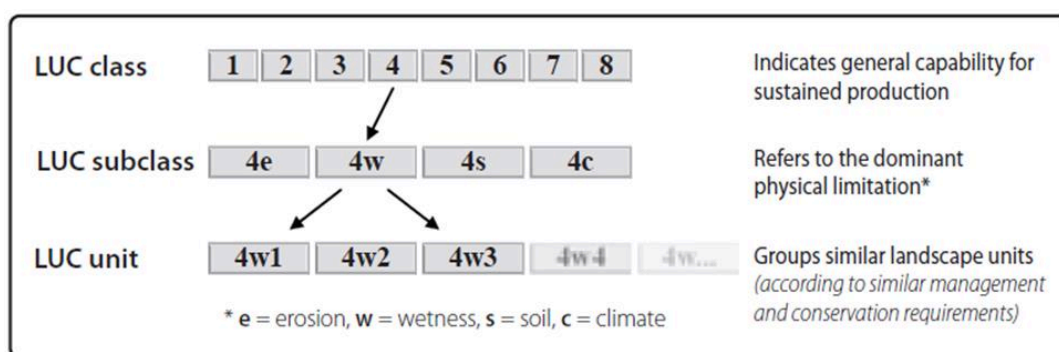 LUC class 1 2 3 4 5 6 7 8 Indicates general capability for
sustained production
LUC subclass 4e 4w 4s 4c Refers to the dominant
physical limitation*
LUC unit 4w1 4w2 4w3 4w4 4w... Groups similar landscape units
(according to similar management
* e = erosion, w = wetness, s = soil, c = climate and conservation requirements)